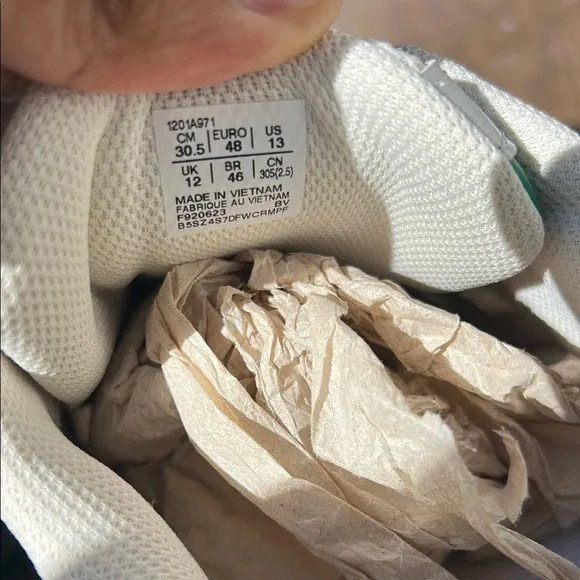 1201A971
CM EURO US
30.5 48 13
UK BR CN
12 46 305(2.5)
MADE IN VIETNAM
FABRIQUE AU VIETNAM
F920623 BV
B5SZ4S7DFWCRMPF